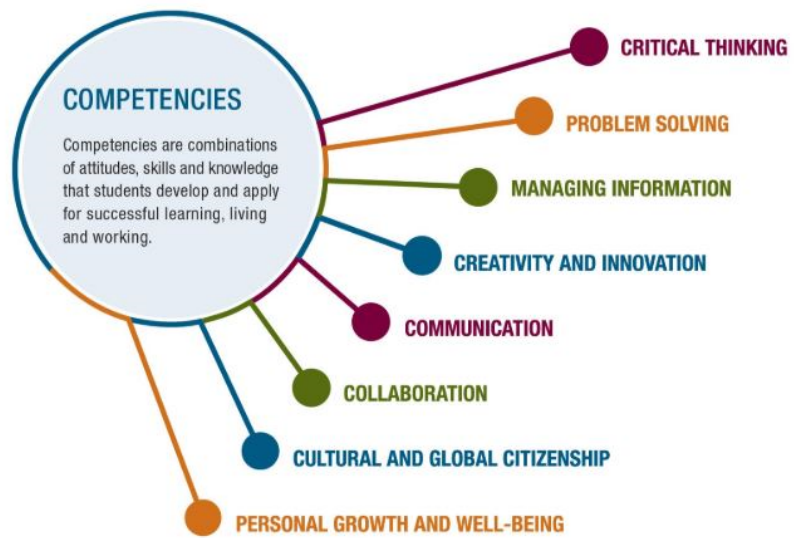 COMPETENCIES
Competencies are combinations
of attitudes, skills and knowledge
that students develop and apply
for successful learning, living
and working.
CRITICAL THINKING
PROBLEM SOLVING
MANAGING INFORMATION
CREATIVITY AND INNOVATION
COMMUNICATION
COLLABORATION
CULTURAL AND GLOBAL CITIZENSHIP
PERSONAL GROWTH AND WELL-BEING